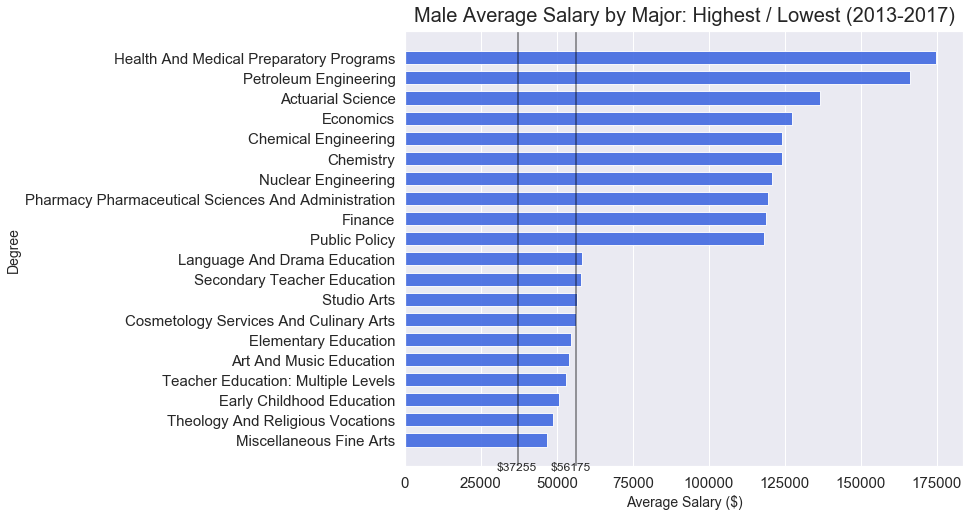 Male Average Salary by Major: Highest / Lowest (2013-2017)
Health And Medical Preparatory Programs
Petroleum Engineering
Actuarial Science
Economics
Chemical Engineering
Chemistry
Nuclear Engineering
Pharmacy Pharmaceutical Sciences And Administration
Finance
Public Policy
Language And Drama Education
Secondary Teacher Education
Studio Arts
Cosmetology Services And Culinary Arts
Elementary Education
Art And Music Education
Teacher Education: Multiple Levels
Early Childhood Education
Theology And Religious Vocations
Miscellaneous Fine Arts
Degree
$37255 $56175
0 25000 50000 75000 100000 125000 150000 175000
Average Salary ($)